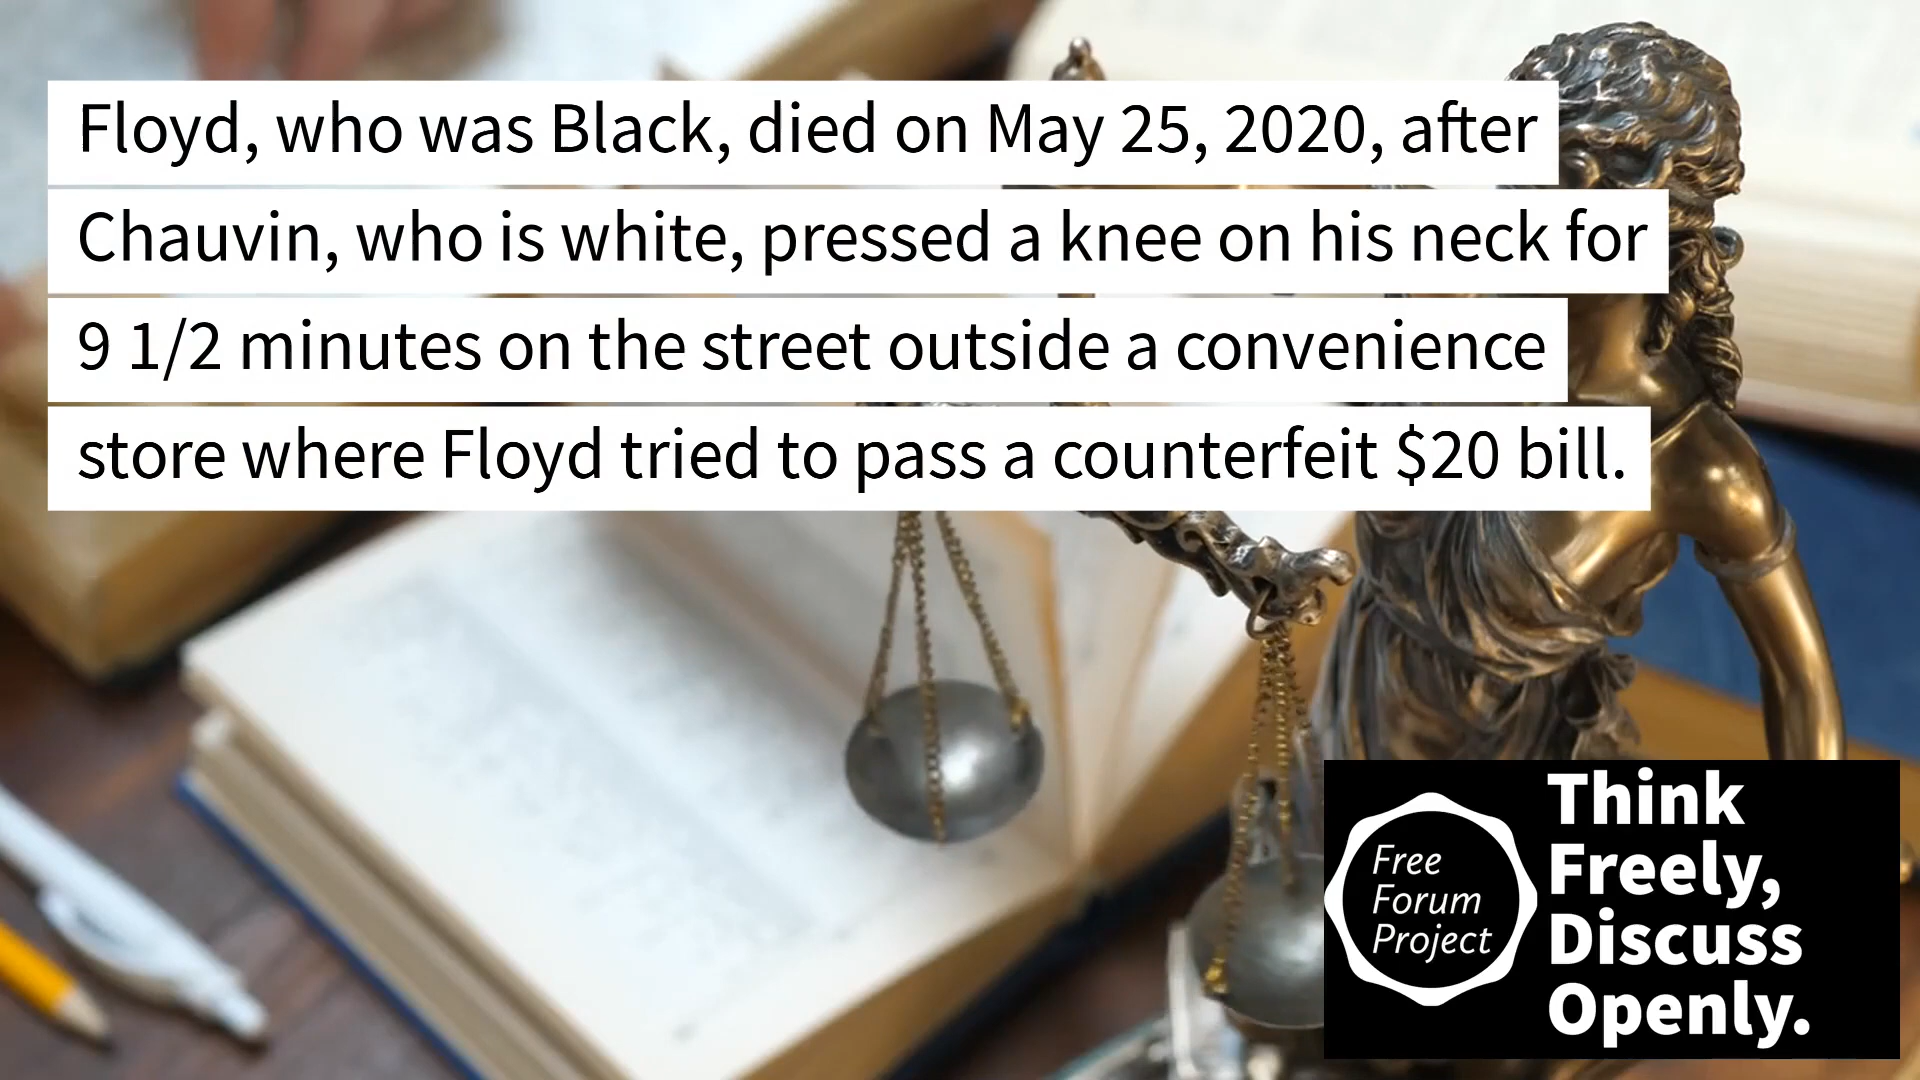 Floyd, who was Black, died on May 25, 2020, after
Chauvin, who is white, pressed a knee on his neck for
9 1/2 minutes on the street outside a convenience
store where Floyd tried to pass a counterfeit $20 bill.
Free
Forum
Project
Think
Freely,
Discuss
Openly.